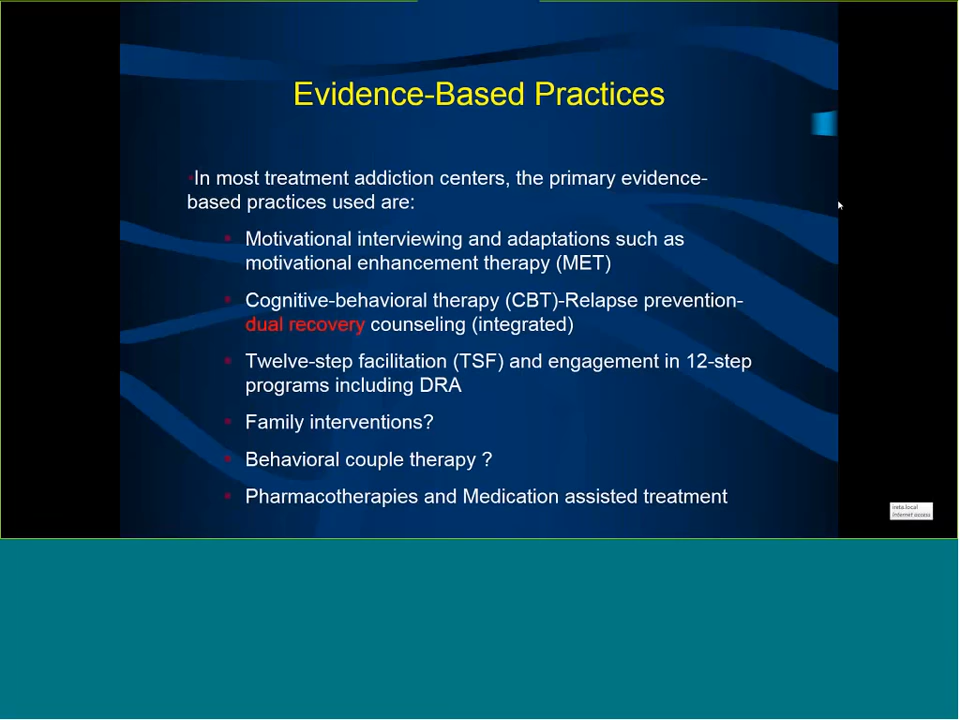 Evidence-Based Practices
•In most treatment addiction centers, the primary evidence-
based practices used are:
▪ Motivational interviewing and adaptations such as
motivational enhancement therapy (MET)
▪ Cognitive-behavioral therapy (CBT)-Relapse prevention-
dual recovery counseling (integrated)
▪ Twelve-step facilitation (TSF) and engagement in 12-step
programs including DRA
▪ Family interventions?
▪ Behavioral couple therapy ?
▪ Pharmacotherapies and Medication assisted treatment
internet access